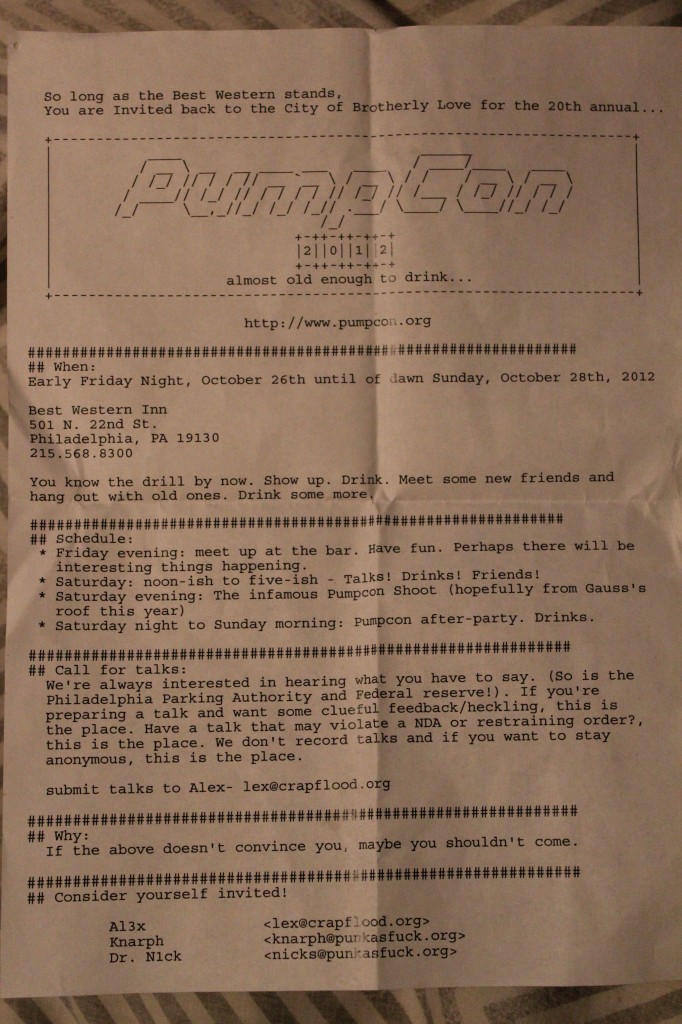 So long as the Best Western stands,
You are Invited back to the City of Brotherly Love for the 20th annual...
PumpCon
|2||0||1||2|
almost old enough to drink...
http://www.pumpcon.org
##############################################################
## When:
Early Friday Night, October 26th until of dawn Sunday, October 28th, 2012
Best Western Inn
501 N. 22nd St.
Philadelphia, PA 19130
215.568.8300
You know the drill by now. Show up. Drink. Meet some new friends and
hang out with old ones. Drink some more.
##############################################################
## Schedule:
* Friday evening: meet up at the bar. Have fun. Perhaps there will be
interesting things happening.
* Saturday: noon-ish to five-ish - Talks! Drinks! Friends!
* Saturday evening: The infamous Pumpcon Shoot (hopefully from Gauss's
roof this year)
* Saturday night to Sunday morning: Pumpcon after-party. Drinks.
##############################################################
## Call for talks:
We're always interested in hearing what you have to say. (So is the
Philadelphia Parking Authority and Federal reserve!). If you're
preparing a talk and want some clueful feedback/heckling, this is
the place. Have a talk that may violate a NDA or restraining order?,
this is the place. We don't record talks and if you want to stay
anonymous, this is the place.
submit talks to Alex- lex@crapflood.org
##############################################################
## Why:
If the above doesn't convince you, maybe you shouldn't come.
##############################################################
## Consider yourself invited!
Al3x <lex@crapflood.org>
Knarph <knarph@punkasfuck.org>
Dr. N1ck <nicks@punkasfuck.org>